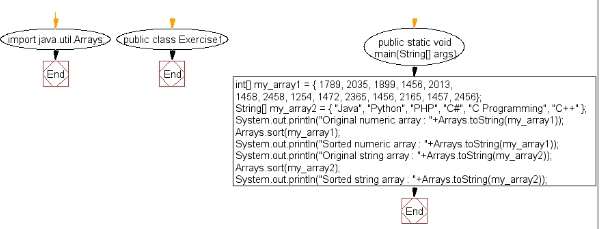 import java.util.Arrays;
End
public class Exercise1
End
public static void
main(String[] args)
int[] my_array1 = { 1789, 2035, 1899, 1456, 2013,
1458, 2458, 1254, 1472, 2365, 1456, 2165, 1457, 2456};
String[] my_array2 = { "Java", "Python", "PHP", "C#", "C Programming", "C++" };
System.out.println("Original numeric array : "+Arrays.toString(my_array1));
Arrays.sort(my_array1);
System.out.println("Sorted numeric array : "+Arrays.toString(my_array1));
System.out.println("Original string array : "+Arrays.toString(my_array2));
Arrays.sort(my_array2);
System.out.println("Sorted string array : "+Arrays.toString(my_array2));
End